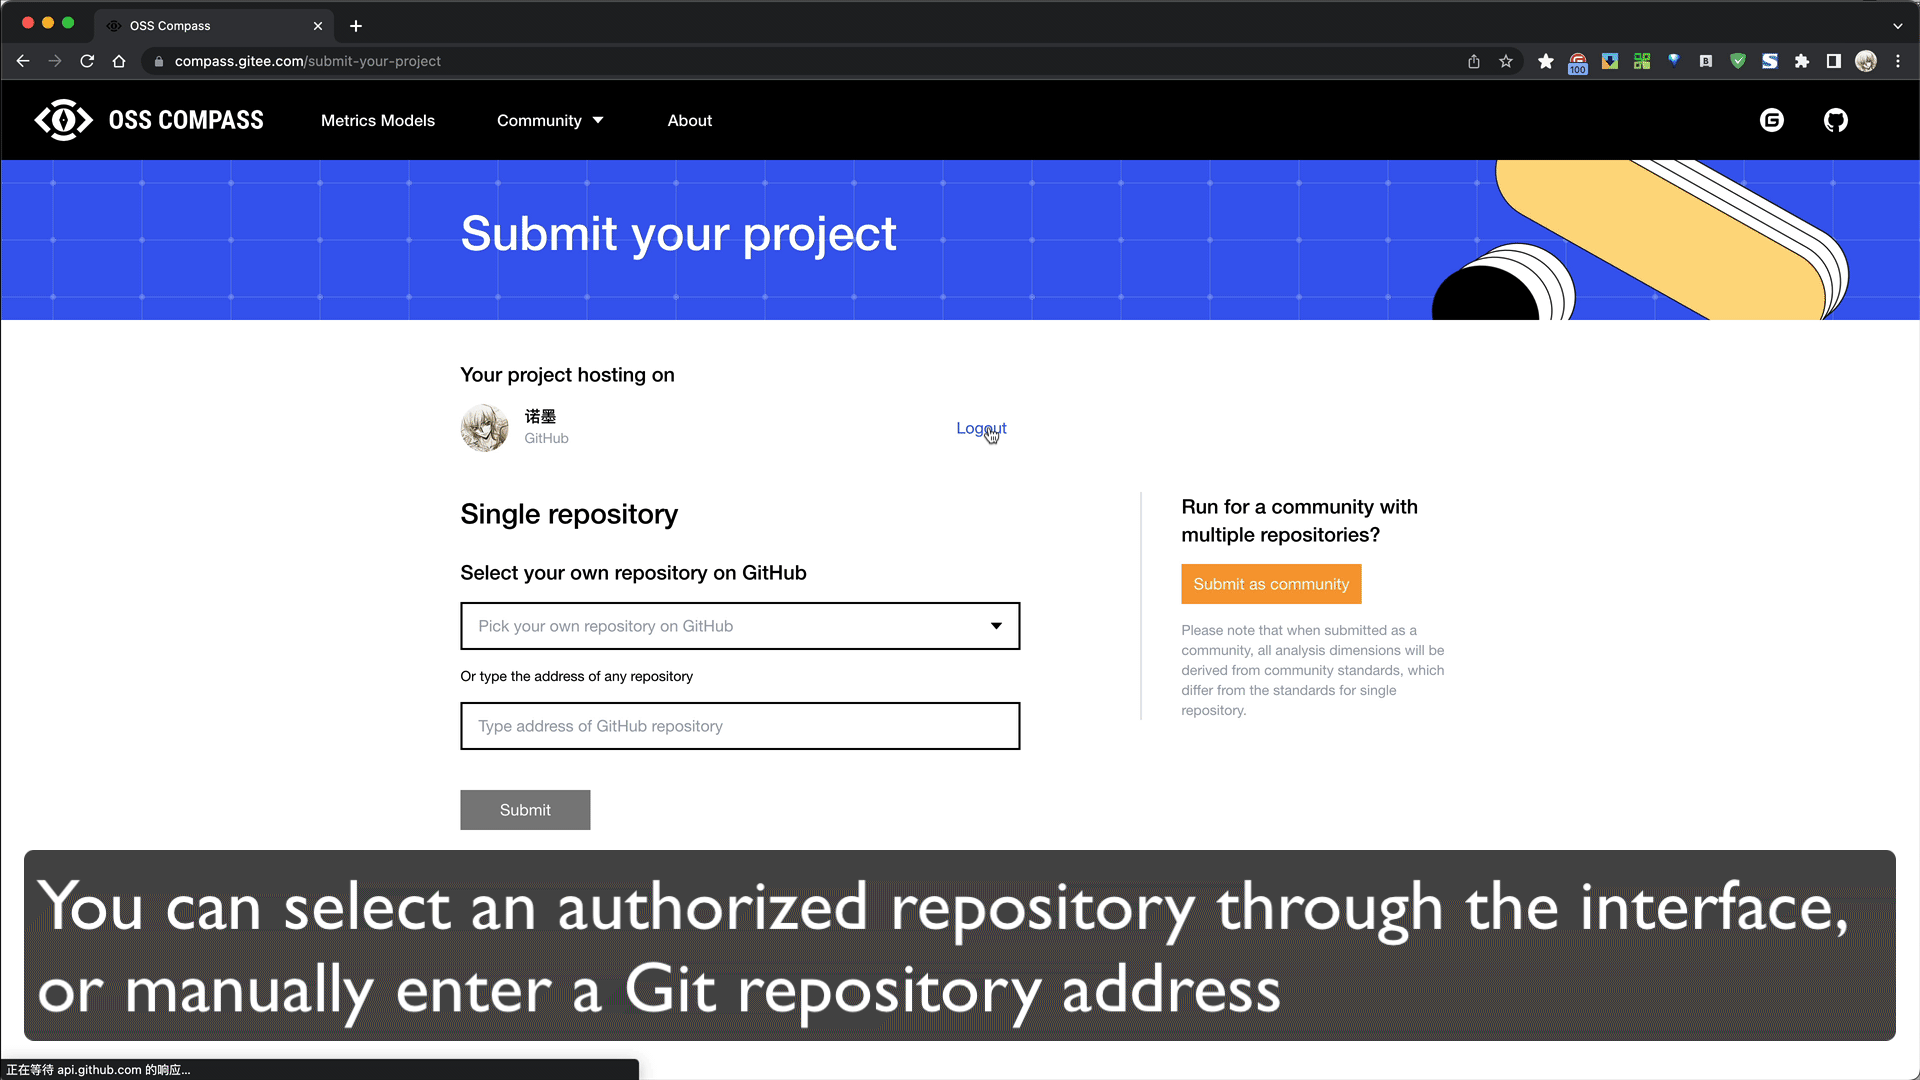 OSS Compass
compass.gitee.com/submit-your-project
100
OSS COMPASS
Metrics Models
Community
About
Submit your project
Your project hosting on
诺墨
GitHub
Logout
Single repository
Select your own repository on GitHub
Pick your own repository on GitHub
Or type the address of any repository
Type address of GitHub repository
Submit
Run for a community with
multiple repositories?
Submit as community
Please note that when submitted as a
community, all analysis dimensions will be
derived from community standards, which
differ from the standards for single
repository.
You can select an authorized repository through the interface,
or manually enter a Git repository address
正在等待 api.github.com 的响应...